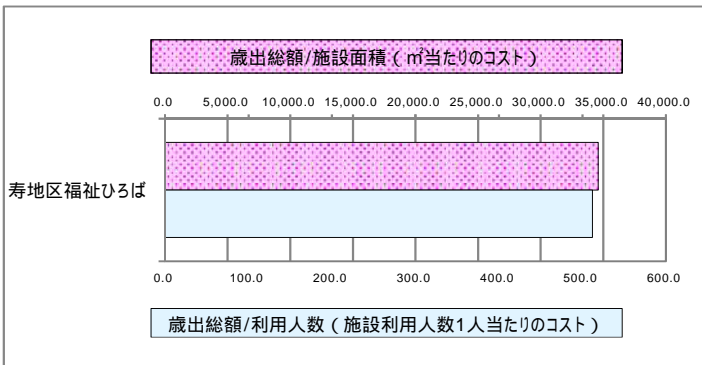 歳出総額/施設面積（㎡当たりのコスト）
0.0 5,000.0 10,000.0 15,000.0 20,000.0 25,000.0 30,000.0 35,000.0 40,000.0
寿地区福祉ひろば
0.0 100.0 200.0 300.0 400.0 500.0 600.0
歳出総額/利用人数（施設利用人数1人当たりのコスト）